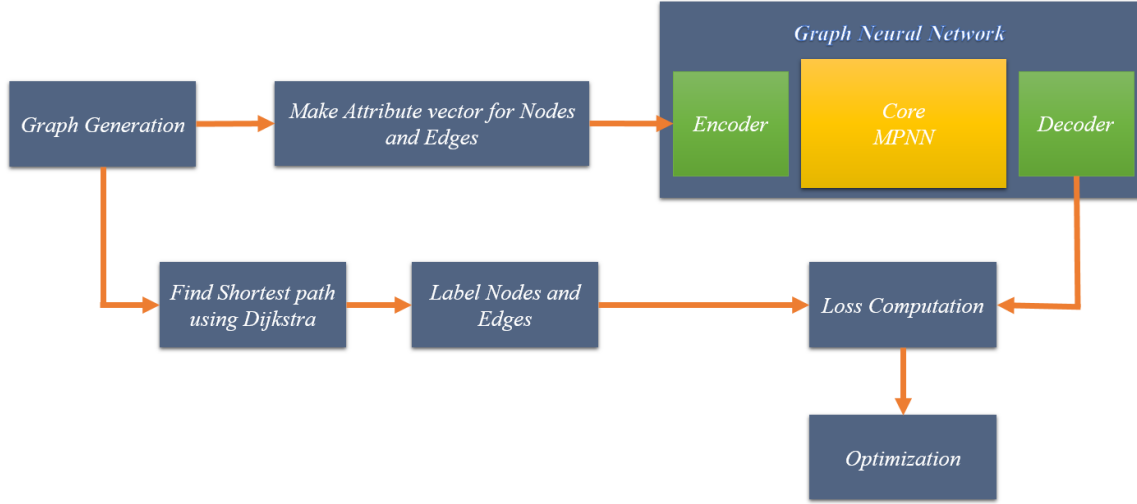 Graph Neural Network
Graph Generation
Make Attribute vector for Nodes
and Edges
Encoder
Core
MPNN
Decoder
Find Shortest path
using Dijkstra
Label Nodes and
Edges
Loss Computation
Optimization